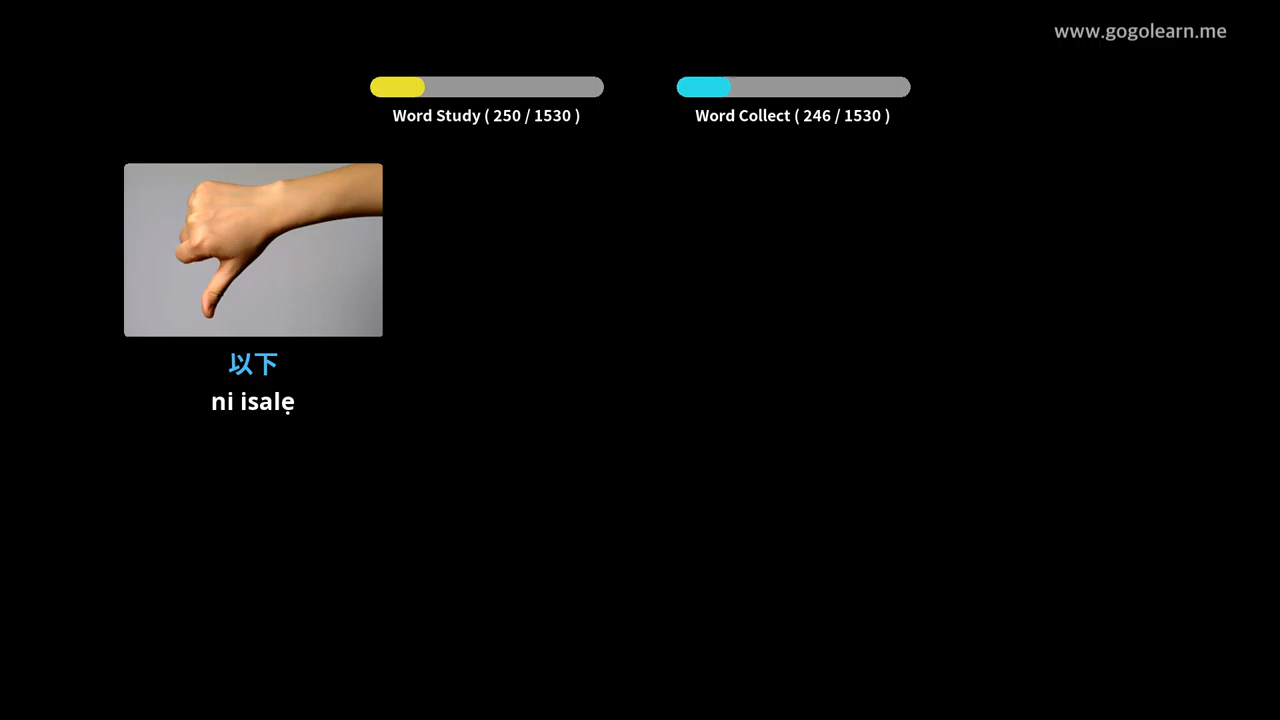 www.gogolearn.me
Word Study ( 250 / 1530 )
Word Collect ( 246 / 1530 )
以下
ni isalẹ